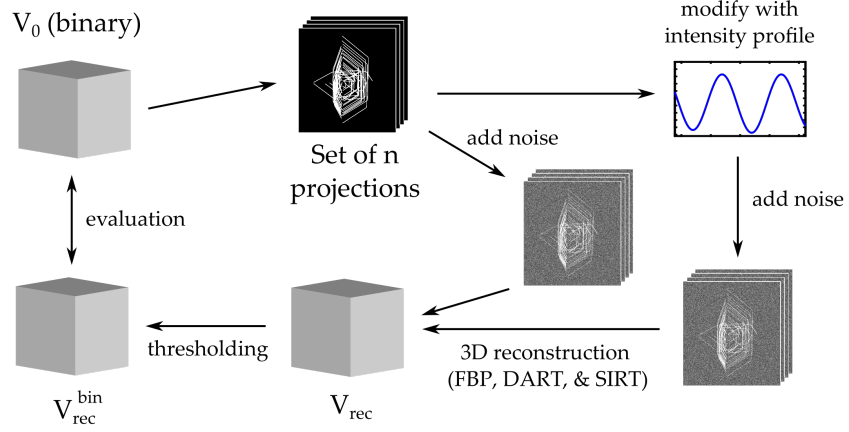 V₀ (binary)
modify with
intensity profile
Set of n
projections
add noise
add noise
evaluation
thresholding
3D reconstruction
(FBP, DART, & SIRT)
V_rec^bin
V_rec